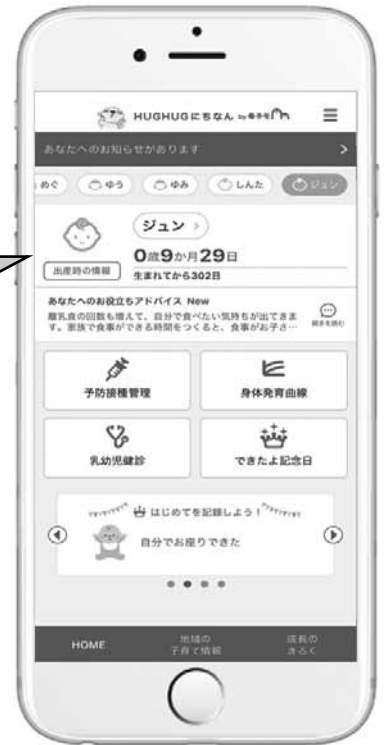 HUGHUGにちなん by母子モ
あなたへのお知らせがあります
めぐ ゆう ゆみ しんた ジュン
ジュン
0歳9か月29日
出産時の情報
生まれてから302日
あなたへのお役立ちアドバイス New
離乳食の回数も増えて、自分で食べたい気持ちが出てきま
す。家族で食事ができる時間をつくると、食事がお子さ…
続きを読む
予防接種管理 身体発育曲線
乳幼児健診 できたよ記念日
はじめてを記録しよう!
自分でお座りできた
HOME 地域の 成長の
子育て情報 きろく